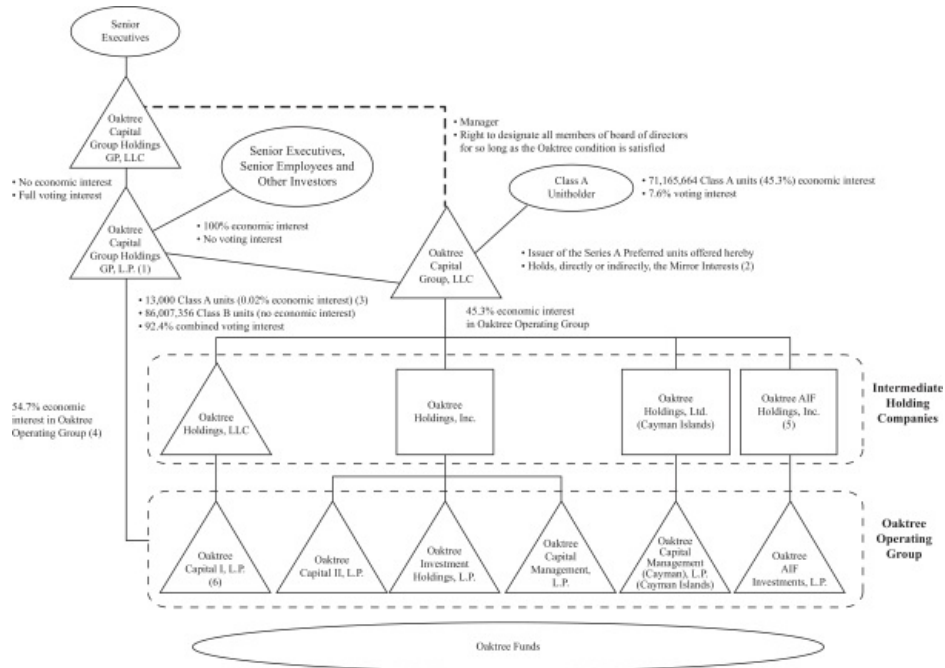 Senior
Executives
Oaktree
Capital
Group Holdings
GP, LLC
• Manager
• Right to designate all members of board of directors
for so long as the Oaktree condition is satisfied
Senior Executives,
Senior Employees and
Other Investors
• No economic interest
• Full voting interest
Class A
Unitholder
• 71,165,664 Class A units (45.3%) economic interest
• 7.6% voting interest
Oaktree
Capital
Group Holdings
GP, L.P. (1)
• 100% economic interest
• No voting interest
Oaktree
Capital
Group, LLC
• Issuer of the Series A Preferred units offered hereby
• Holds, directly or indirectly, the Mirror Interests (2)
• 13,000 Class A units (0.02% economic interest) (3)
• 86,007,356 Class B units (no economic interest)
• 92.4% combined voting interest
45.3% economic interest
in Oaktree Operating Group
54.7% economic
interest in Oaktree
Operating Group (4)
Oaktree
Holdings, LLC
Oaktree
Holdings, Inc.
Oaktree
Holdings, Ltd.
(Cayman Islands)
Oaktree AIF
Holdings, Inc.
(5)
Intermediate
Holding
Companies
Oaktree
Capital I, L.P.
(6)
Oaktree
Capital II, L.P.
Oaktree
Investment
Holdings, L.P.
Oaktree
Capital
Management,
L.P.
Oaktree
Capital
Management
(Cayman), L.P.
(Cayman Islands)
Oaktree
AIF
Investments, L.P.
Oaktree
Operating
Group
Oaktree Funds